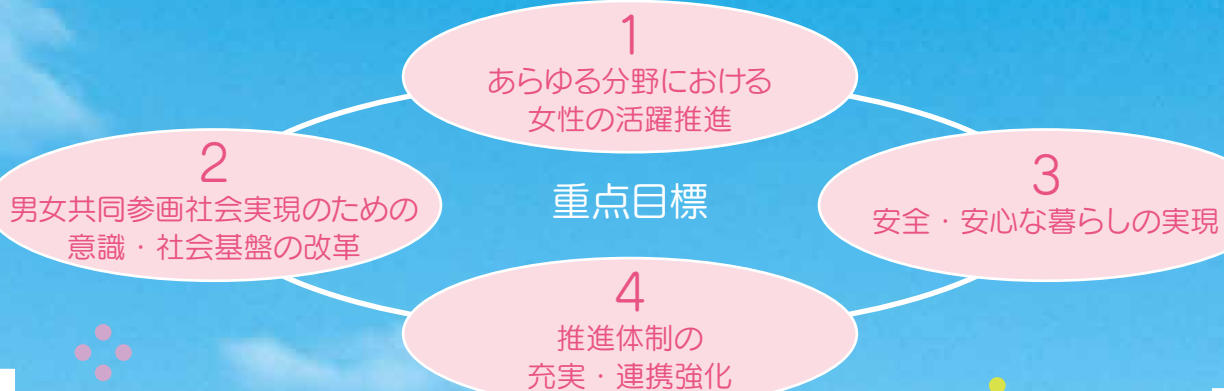 1
あらゆる分野における
女性の活躍推進
2
男女共同参画社会実現のための
意識・社会基盤の改革
重点目標
3
安全・安心な暮らしの実現
4
推進体制の
充実・連携強化